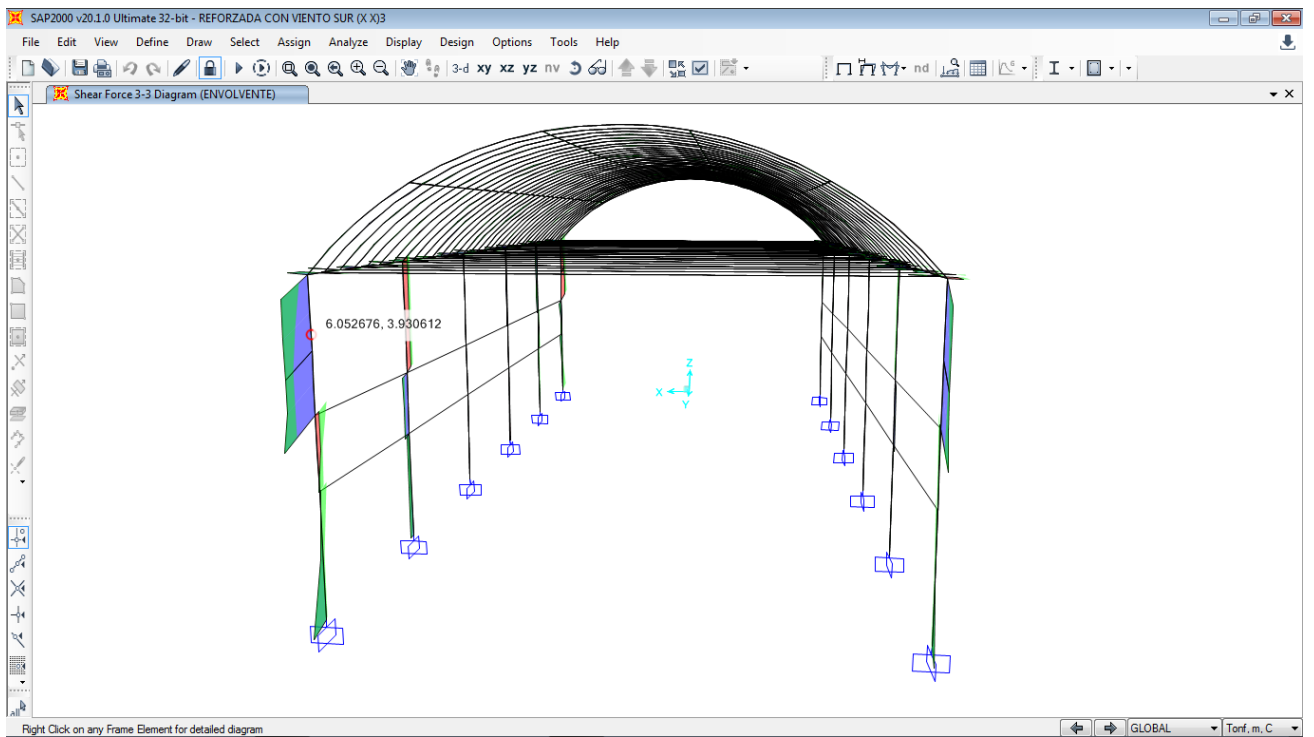 SAP2000 v20.1.0 Ultimate 32-bit - REFORZADA CON VIENTO SUR (X X)3
File Edit View Define Draw Select Assign Analyze Display Design Options Tools Help
3-d xy xz yz nv nd
Shear Force 3-3 Diagram (ENVOLVENTE)
6.052676, 3.930612
Z
X
Y
all
Right Click on any Frame Element for detailed diagram GLOBAL Tonf, m, C